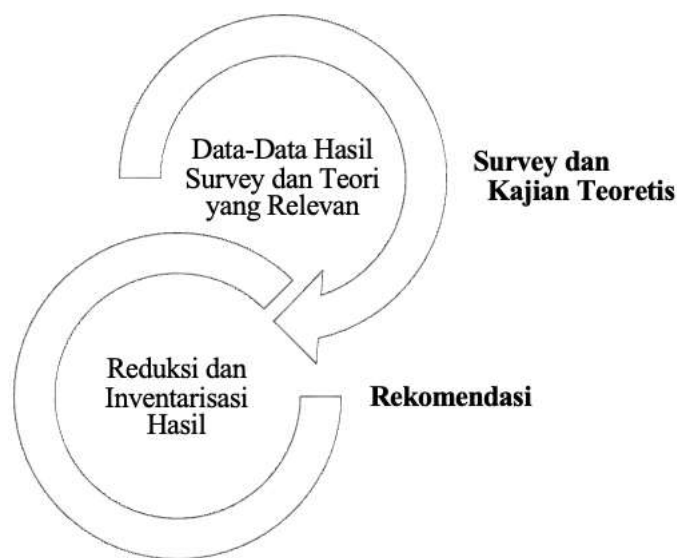 Data-Data Hasil
Survey dan Teori
yang Relevan
Survey dan
Kajian Teoretis
Reduksi dan
Inventarisasi
Hasil
Rekomendasi